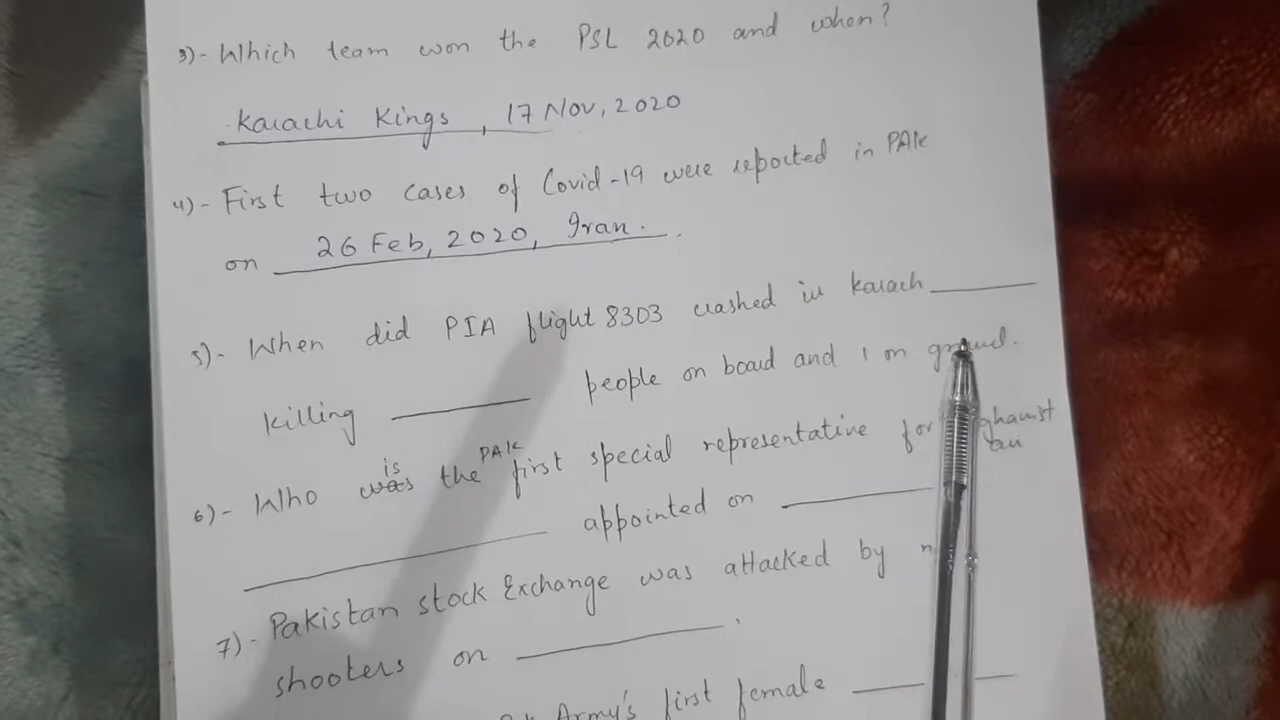 3)- Which team won the PSL 2020 and when?
Karachi Kings, 17 Nov, 2020
4)- First two cases of Covid-19 were reported in PAK
on 26 Feb, 2020, Iran.
5)- When did PIA flight 8303 crashed in Karach
killing people on board and 1 on ground.
6)- Who was is the PAK first special representative for ghanist
an
appointed on
7)- Pakistan stock Exchange was attacked by
shooters on .
Army's first female